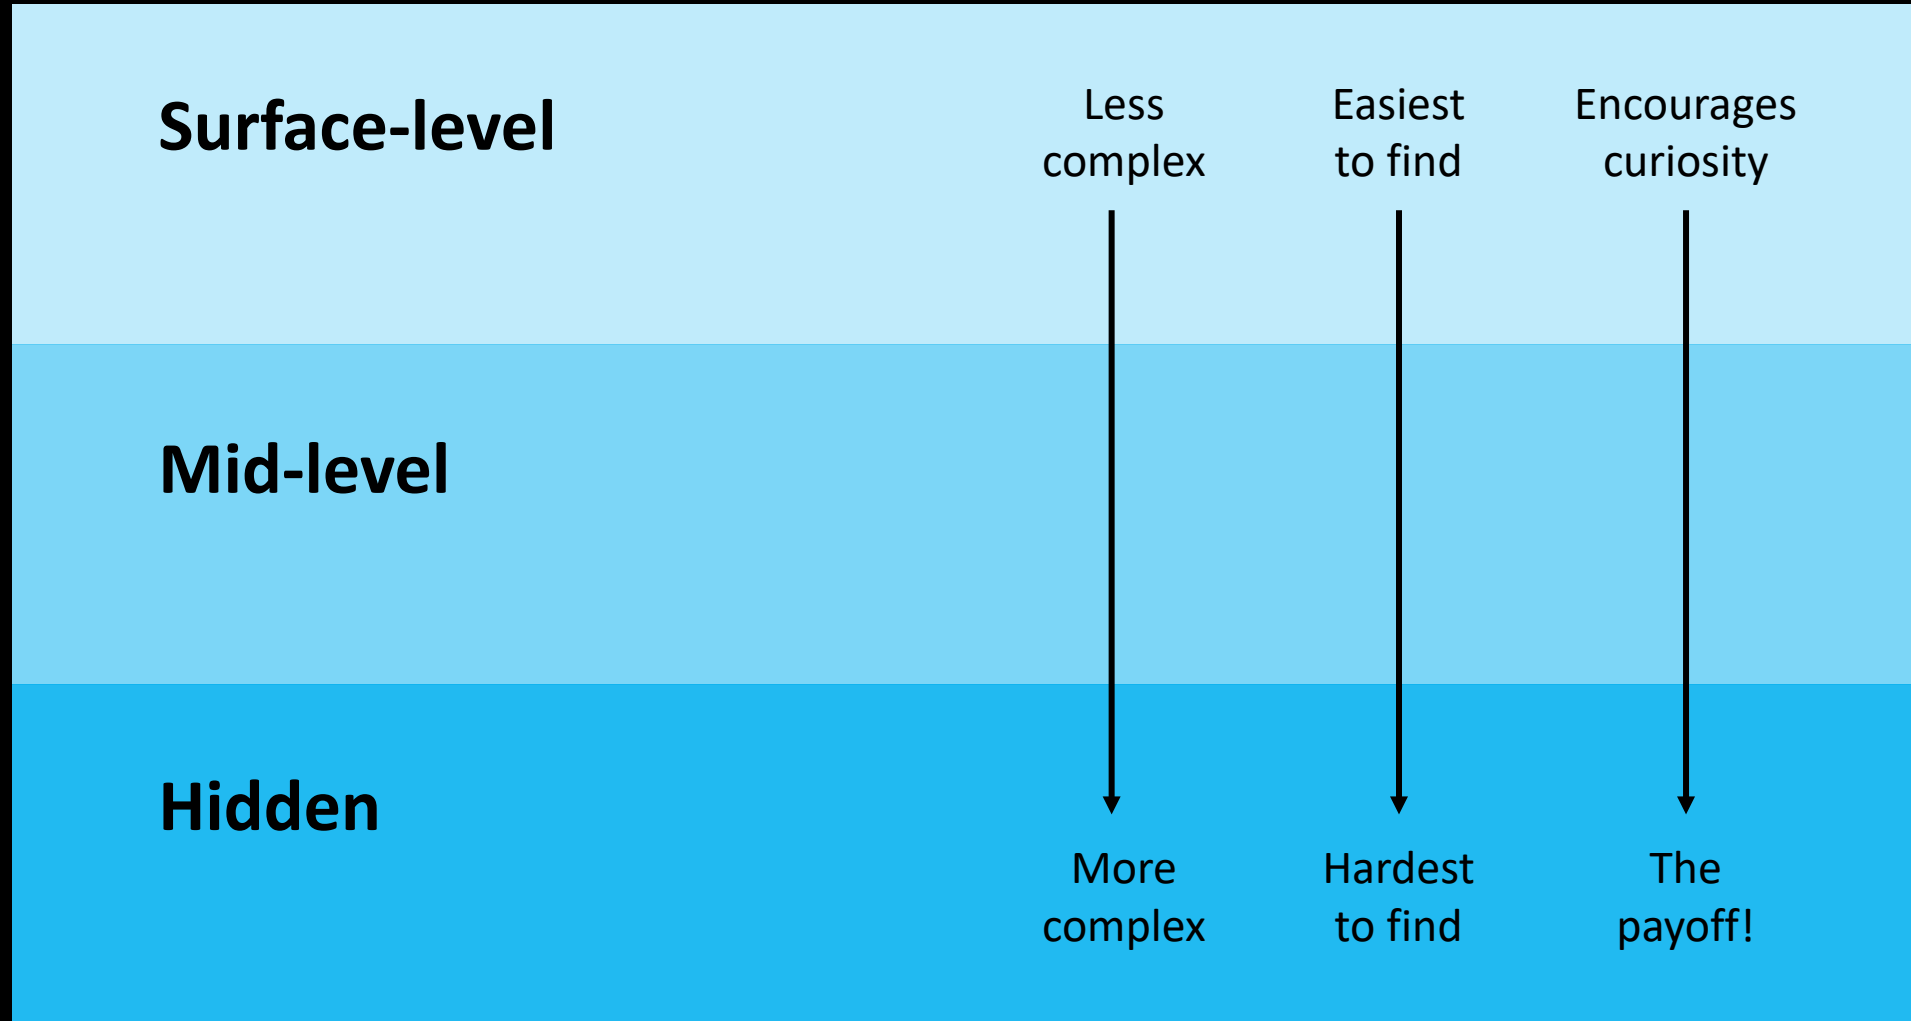 Surface-level
Less
complex
Easiest
to find
Encourages
curiosity
Mid-level
Hidden
More
complex
Hardest
to find
The
payoff!